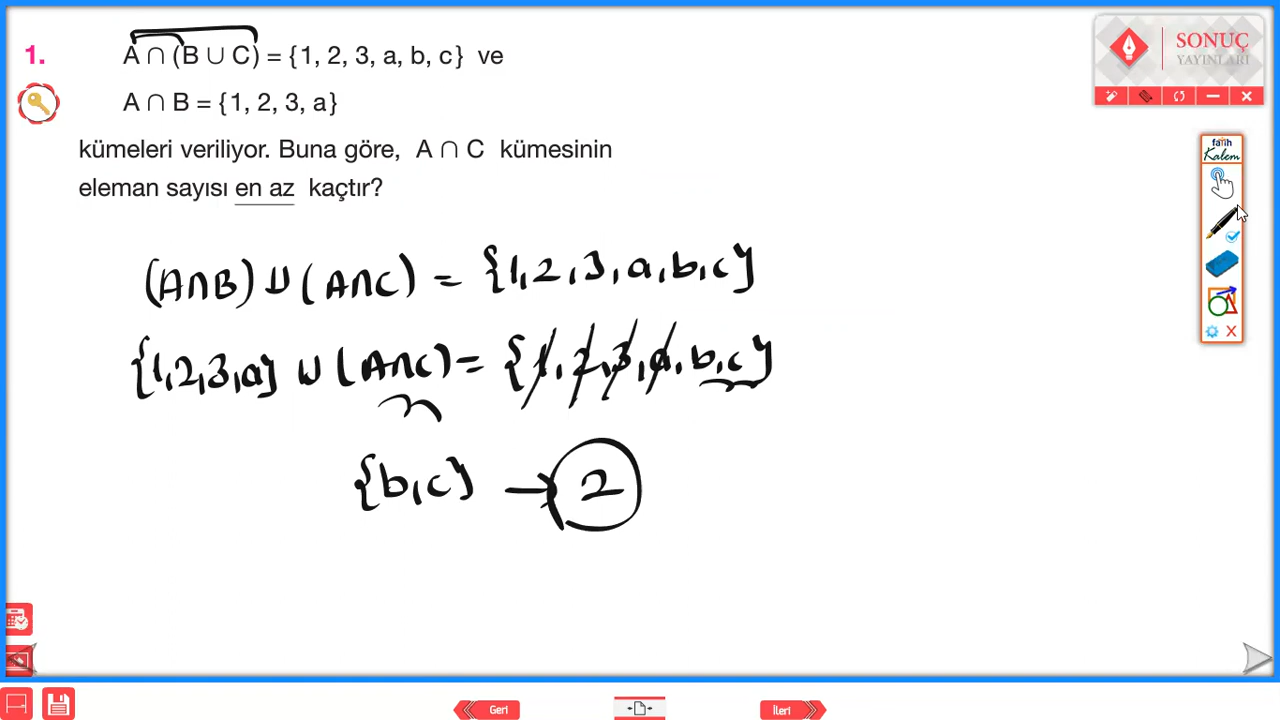 1. A ∩ (B ∪ C) = {1, 2, 3, a, b, c} ve
A ∩ B = {1, 2, 3, a}
kümeleri veriliyor. Buna göre, A ∩ C kümesinin
eleman sayısı en az kaçtır?
(A∩B) ∪ (A∩C) = {1, 2, 3, a, b, c}
{1,2,3,a} ∪ (A∩C) = {1, 2, 3, a, b, c}
{b, c} → 2
SONUÇ
YAYINLARI
fatih
Kalem
Geri
İleri